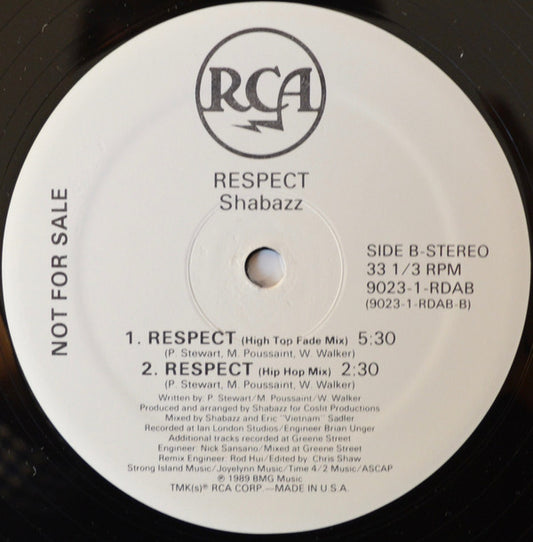 RCA
RESPECT
Shabazz
NOT FOR SALE
SIDE B-STEREO
33 1/3 RPM
9023-1-RDAB
(9023-1-RDAB-B)
1. RESPECT (High Top Fade Mix) 5:30
(P. Stewart, M. Poussaint, W. Walker)
2. RESPECT (Hip Hop Mix) 2:30
(P. Stewart, M. Poussaint, W. Walker)
Written by: P. Stewart/M. Poussaint/W. Walker
Produced and arranged by Shabazz for Coslit Productions
Mixed by Shabazz and Eric "Vietnam" Sadler
Recorded at Ian London Studios/Engineer Brian Unger
Additional tracks recorded at Greene Street
Engineer: Nick Sansano/Mixed at Greene Street
Remix Engineer: Rod Hui/Edited by: Chris Shaw
Strong Island Music/Joyelynn Music/Time 4/2 Music/ASCAP
℗ 1989 BMG Music
TMK(s)® RCA CORP.—MADE IN U.S.A.